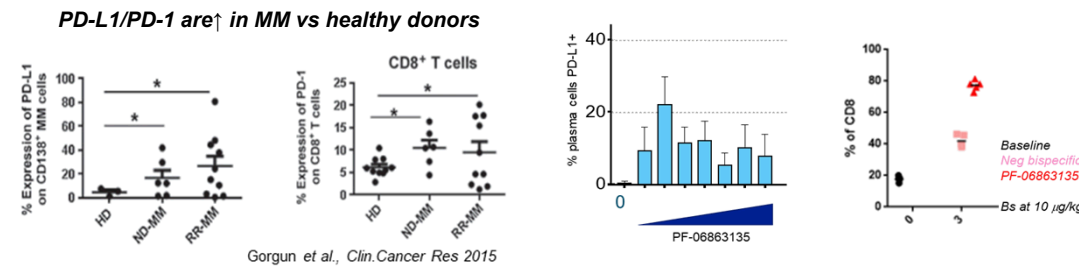 PD-L1/PD-1 are↑ in MM vs healthy donors
% Expression of PD-L1
on CD138⁺ MM cells
100
80
60
40
20
0
*
*
HD
ND-MM
RR-MM
CD8⁺ T cells
% Expression of PD-1
on CD8⁺ T cells
25
20
15
10
5
0
*
*
HD
ND-MM
RR-MM
Gorgun et al., Clin.Cancer Res 2015
% plasma cells PD-L1+
40
20
0
0
PF-06863135
% of CD8
80
60
40
20
0
0
3
Baseline
Neg bispecific
PF-06863135
Bs at 10 µg/kg